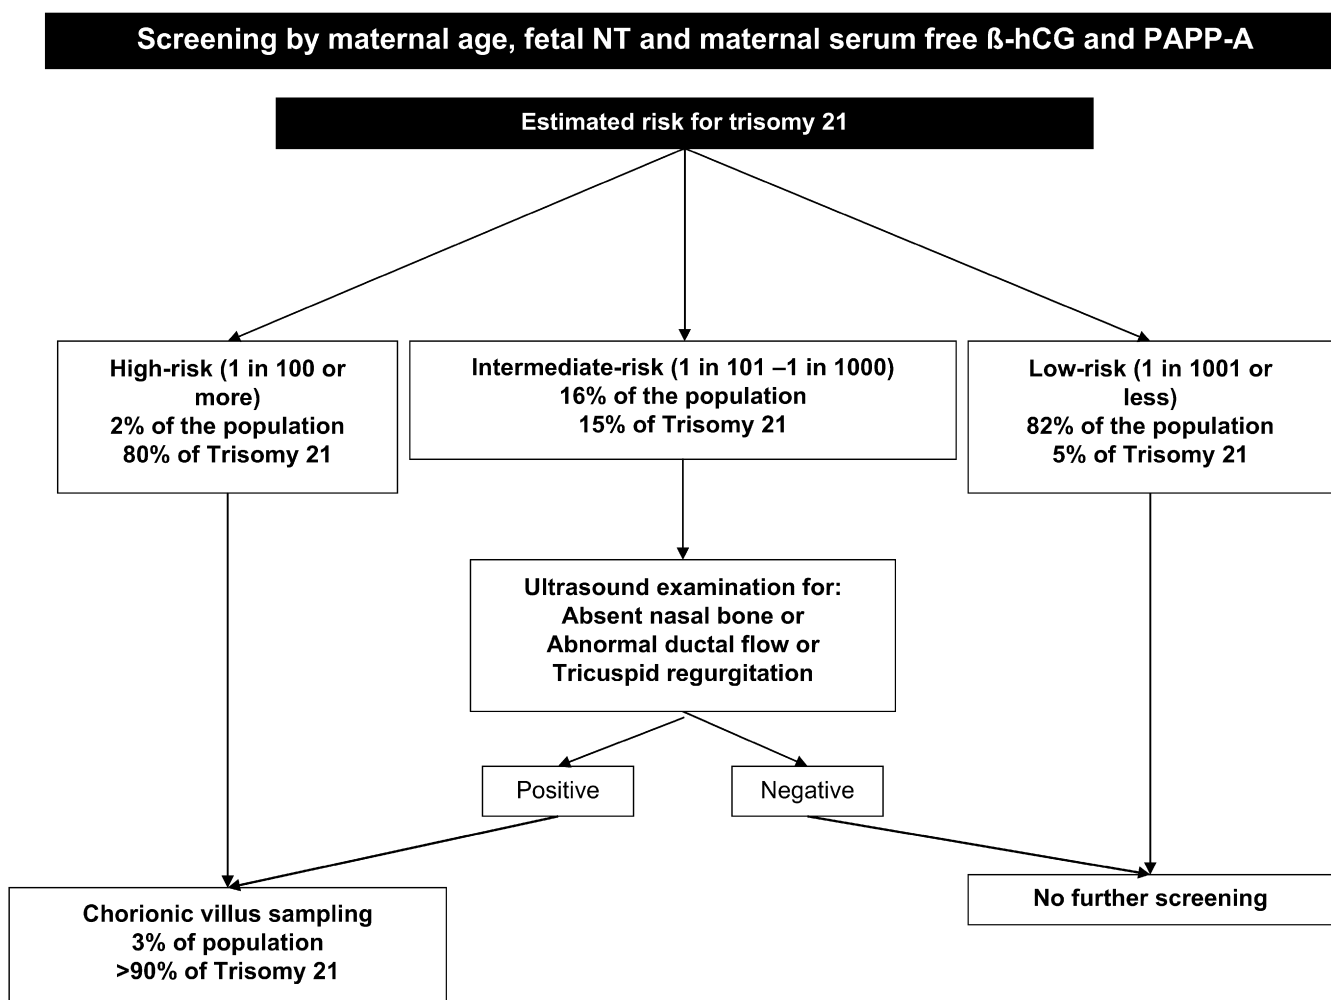 Screening by maternal age, fetal NT and maternal serum free ß-hCG and PAPP-A
Estimated risk for trisomy 21
High-risk (1 in 100 or
more)
2% of the population
80% of Trisomy 21
Intermediate-risk (1 in 101 –1 in 1000)
16% of the population
15% of Trisomy 21
Low-risk (1 in 1001 or
less)
82% of the population
5% of Trisomy 21
Ultrasound examination for:
Absent nasal bone or
Abnormal ductal flow or
Tricuspid regurgitation
Positive
Negative
Chorionic villus sampling
3% of population
>90% of Trisomy 21
No further screening